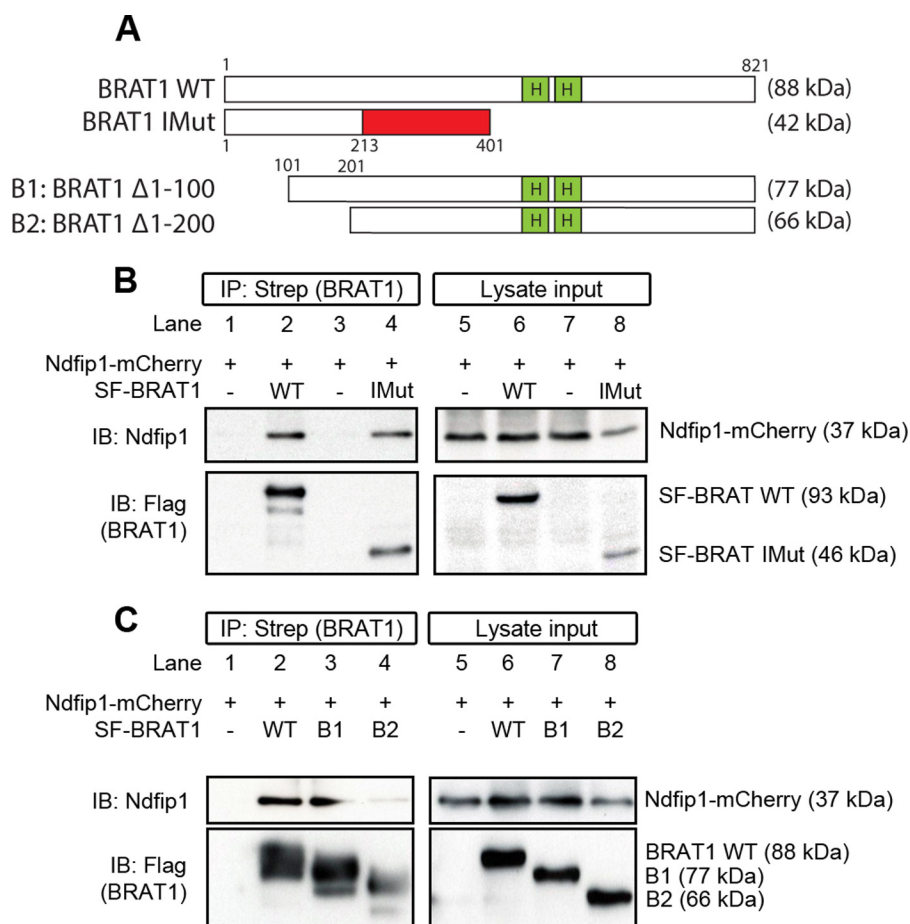 A
1 821
BRAT1 WT H H (88 kDa)
BRAT1 IMut (42 kDa)
1 213 401
101 201
B1: BRAT1 Δ1-100 H H (77 kDa)
B2: BRAT1 Δ1-200 H H (66 kDa)
B
IP: Strep (BRAT1) Lysate input
Lane 1 2 3 4 5 6 7 8
Ndfip1-mCherry + + + + + + + +
SF-BRAT1 - WT - IMut - WT - IMut
IB: Ndfip1 Ndfip1-mCherry (37 kDa)
IB: Flag SF-BRAT WT (93 kDa)
(BRAT1) SF-BRAT IMut (46 kDa)
C
IP: Strep (BRAT1) Lysate input
Lane 1 2 3 4 5 6 7 8
Ndfip1-mCherry + + + + + + + +
SF-BRAT1 - WT B1 B2 - WT B1 B2
IB: Ndfip1 Ndfip1-mCherry (37 kDa)
BRAT1 WT (88 kDa)
IB: Flag B1 (77 kDa)
(BRAT1) B2 (66 kDa)